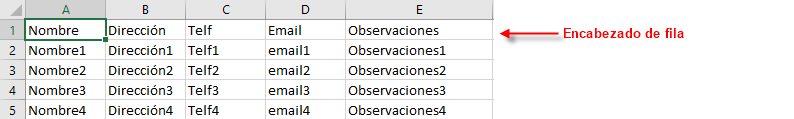 A B C D E
1 Nombre Dirección Telf Email Observaciones Encabezado de fila
2 Nombre1 Dirección1 Telf1 email1 Observaciones1
3 Nombre2 Dirección2 Telf2 email2 Observaciones2
4 Nombre3 Dirección3 Telf3 email3 Observaciones3
5 Nombre4 Dirección4 Telf4 email4 Observaciones4